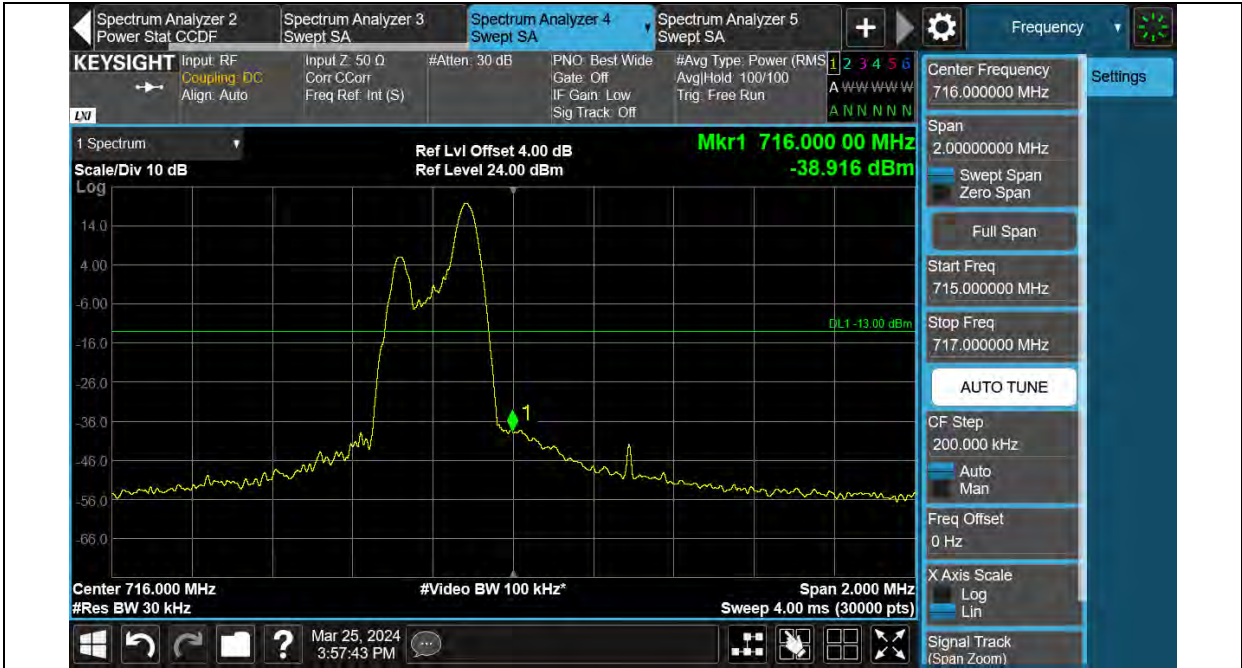 Spectrum Analyzer 2
Power Stat CCDF
Spectrum Analyzer 3
Swept SA
Spectrum Analyzer 4
Swept SA
Spectrum Analyzer 5
Swept SA
Frequency
KEYSIGHT
LXI
Input: RF
Coupling: DC
Align: Auto
Input Z: 50 Ω
Corr CCorr
Freq Ref: Int (S)
#Atten: 30 dB
PNO: Best Wide
Gate: Off
IF Gain: Low
Sig Track: Off
#Avg Type: Power (RMS
Avg|Hold: 100/100
Trig: Free Run
1 2 3 4 5 6
A W W W W W
A N N N N N
1 Spectrum
Scale/Div 10 dB
Ref Lvl Offset 4.00 dB
Ref Level 24.00 dBm
Mkr1 716.000 00 MHz
-38.916 dBm
Log
14.0
4.00
-6.00
-16.0
-26.0
-36.0
-46.0
-56.0
-66.0
DL1 -13.00 dBm
1
Center 716.000 MHz
#Res BW 30 kHz
#Video BW 100 kHz*
Span 2.000 MHz
Sweep 4.00 ms (30000 pts)
?
Mar 25, 2024
3:57:43 PM
Center Frequency
716.000000 MHz
Span
2.00000000 MHz
Swept Span
Zero Span
Full Span
Start Freq
715.000000 MHz
Stop Freq
717.000000 MHz
AUTO TUNE
CF Step
200.000 kHz
Auto
Man
Freq Offset
0 Hz
X Axis Scale
Log
Lin
Signal Track
(Span Zoom)
Settings